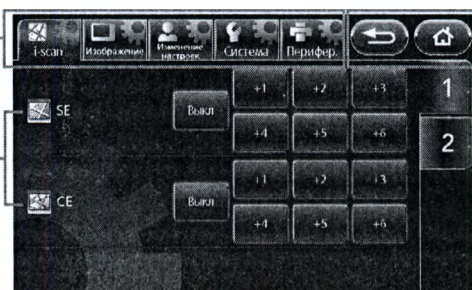 i-scan Изображение Изменение настроек Система Перифер.
SE Выкл +1 +2 +3 1
+4 +5 +6 2
CE Выкл +1 +2 +3
+4 +5 +6